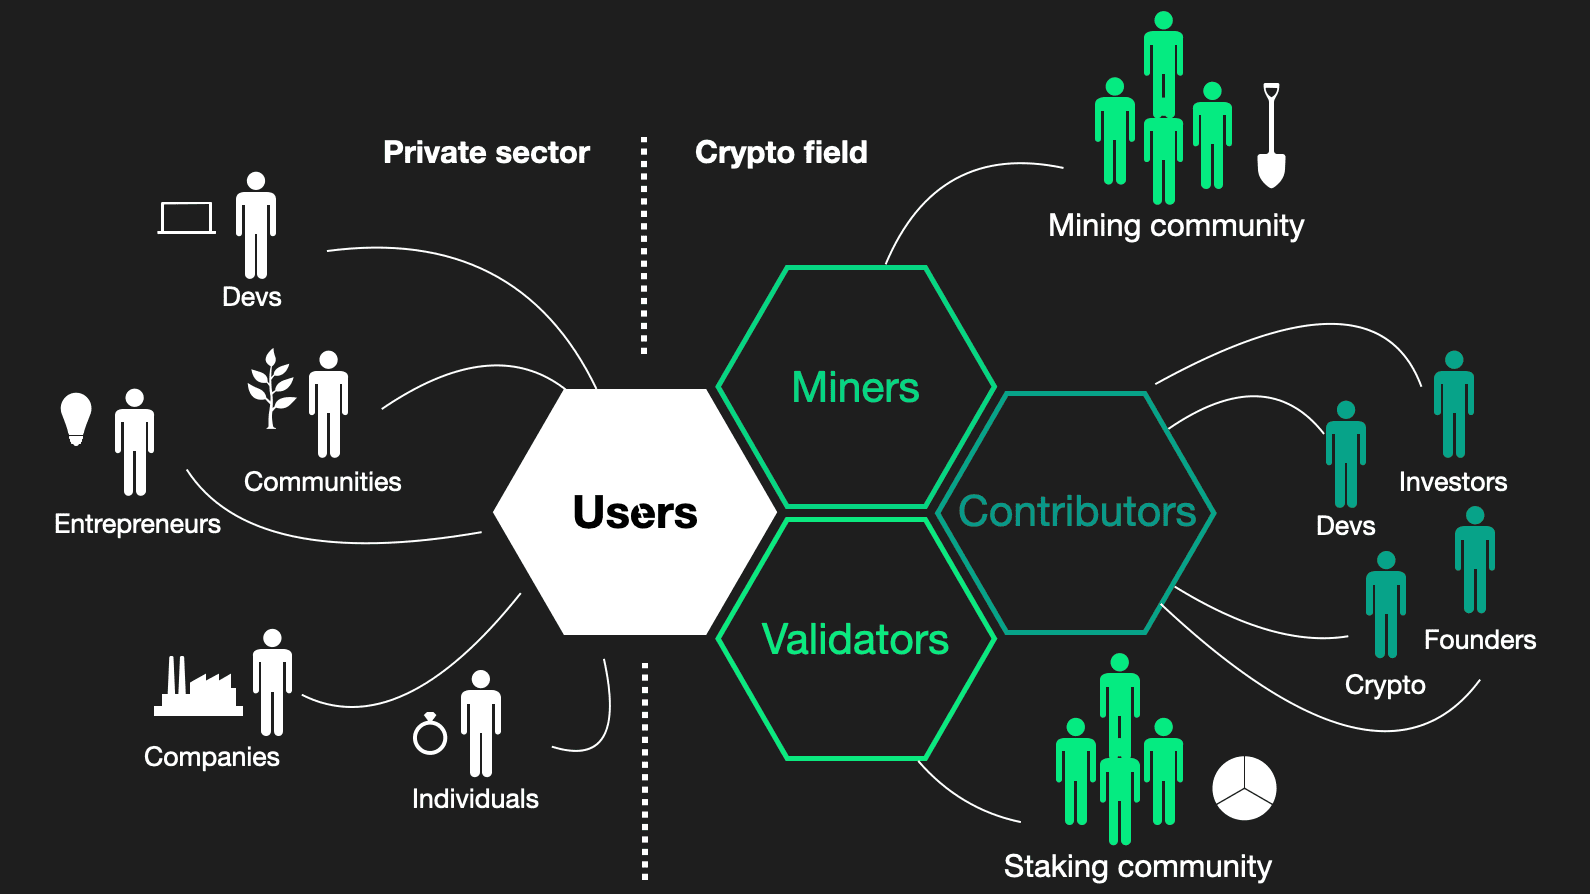 Private sector
Crypto field
Mining community
Devs
Miners
Communities
Entrepreneurs
Users
Contributors
Investors
Devs
Validators
Founders
Crypto
Companies
Individuals
Staking community